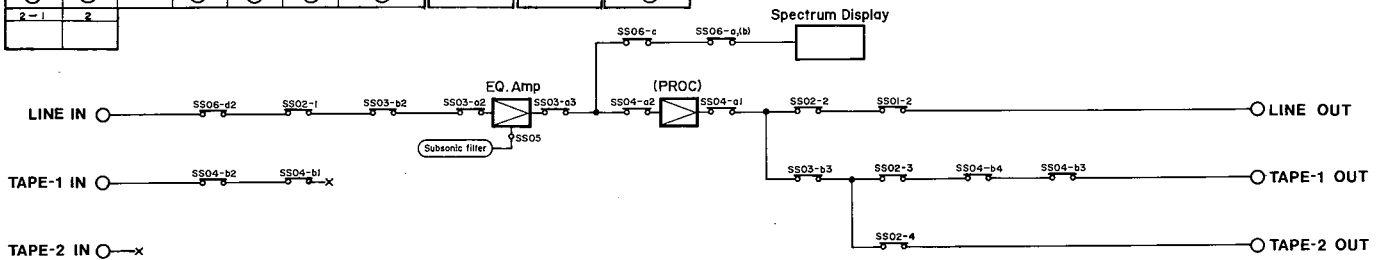 2-1 2
Spectrum Display
SS06-c SS06-a,(b)
EQ. Amp (PROC)
LINE IN SS06-d2 SS02-1 SS03-b2 SS03-a2 SS03-a3 SS04-a2 SS04-a1 SS02-2 SS01-2 LINE OUT
SS05
Subsonic filter
TAPE-1 IN SS04-b2 SS04-b1 SS03-b3 SS02-3 SS04-b4 SS04-b3 TAPE-1 OUT
TAPE-2 IN SS02-4 TAPE-2 OUT